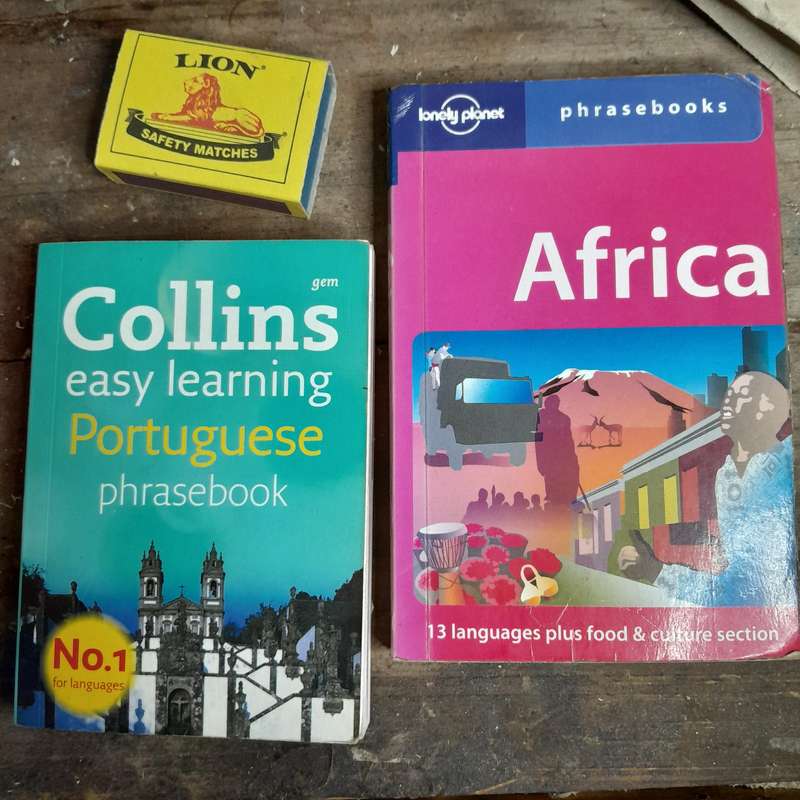 LION
SAFETY MATCHES
lonely planet
phrasebooks
Africa
13 languages plus food & culture section
gem
Collins
easy learning
Portuguese
phrasebook
No.1
for languages